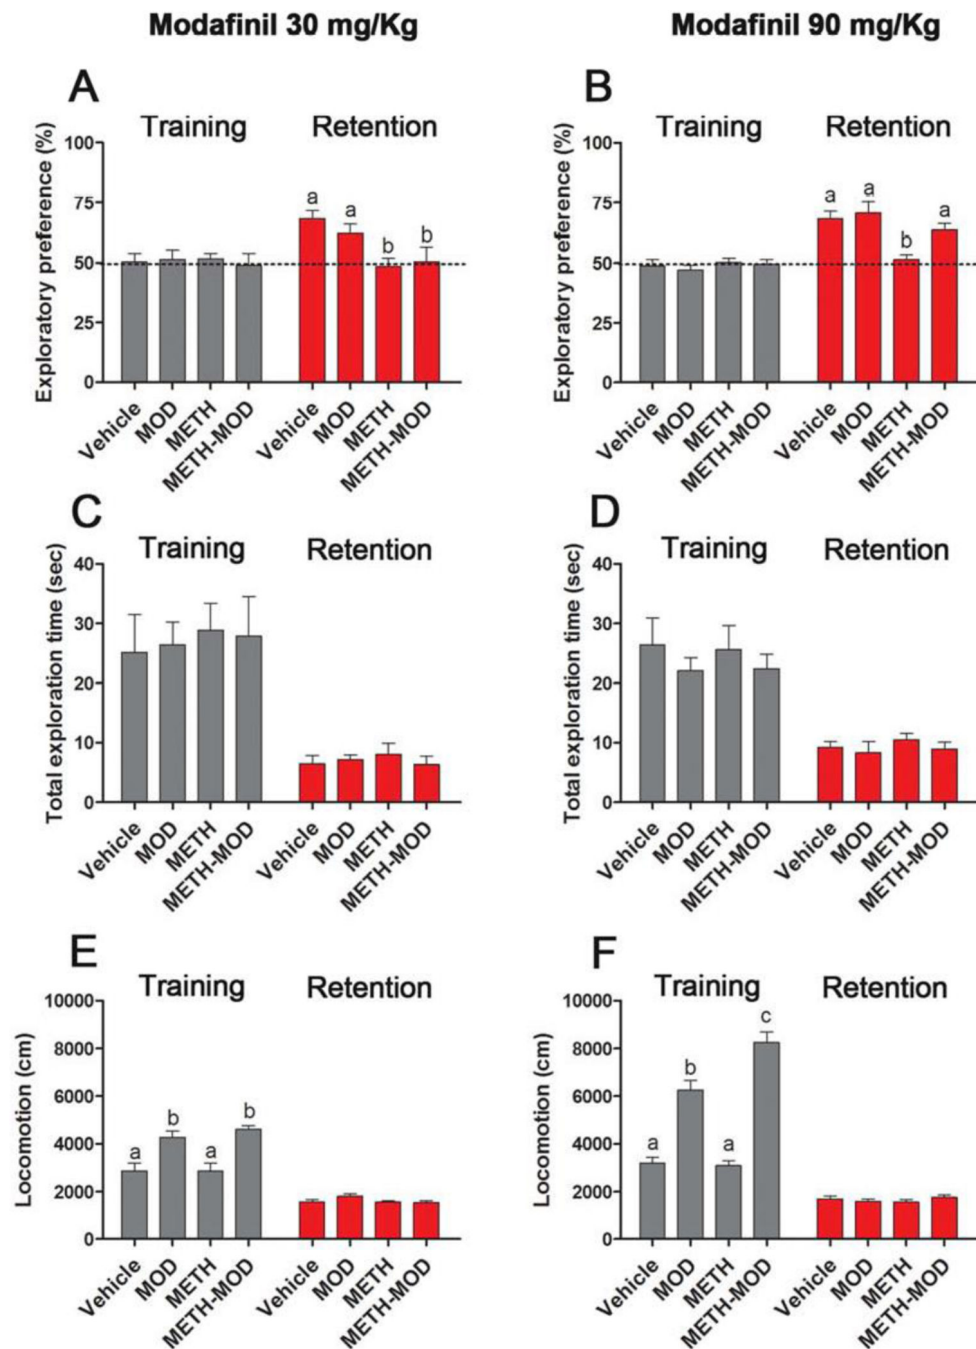 Modafinil 30 mg/Kg
Modafinil 90 mg/Kg
A
Training
Retention
Exploratory preference (%)
100
75
50
25
0
a
a
b
b
Vehicle
MOD
METH
METH-MOD
Vehicle
MOD
METH
METH-MOD
B
Training
Retention
Exploratory preference (%)
100
75
50
25
0
a
a
b
a
Vehicle
MOD
METH
METH-MOD
Vehicle
MOD
METH
METH-MOD
C
Training
Retention
Total exploration time (sec)
40
30
20
10
0
Vehicle
MOD
METH
METH-MOD
Vehicle
MOD
METH
METH-MOD
D
Training
Retention
Total exploration time (sec)
40
30
20
10
0
Vehicle
MOD
METH
METH-MOD
Vehicle
MOD
METH
METH-MOD
E
Training
Retention
Locomotion (cm)
10000
8000
6000
4000
2000
0
a
b
a
b
Vehicle
MOD
METH
METH-MOD
Vehicle
MOD
METH
METH-MOD
F
Training
Retention
Locomotion (cm)
10000
8000
6000
4000
2000
0
a
b
a
c
Vehicle
MOD
METH
METH-MOD
Vehicle
MOD
METH
METH-MOD